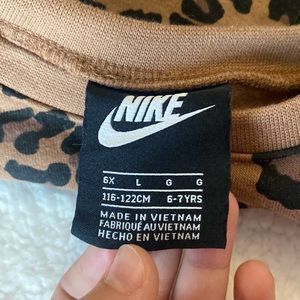 NIKE
6X L G G
116-122CM 6-7YRS
MADE IN VIETNAM
FABRIQUÉ AU VIETNAM
HECHO EN VIETNAM